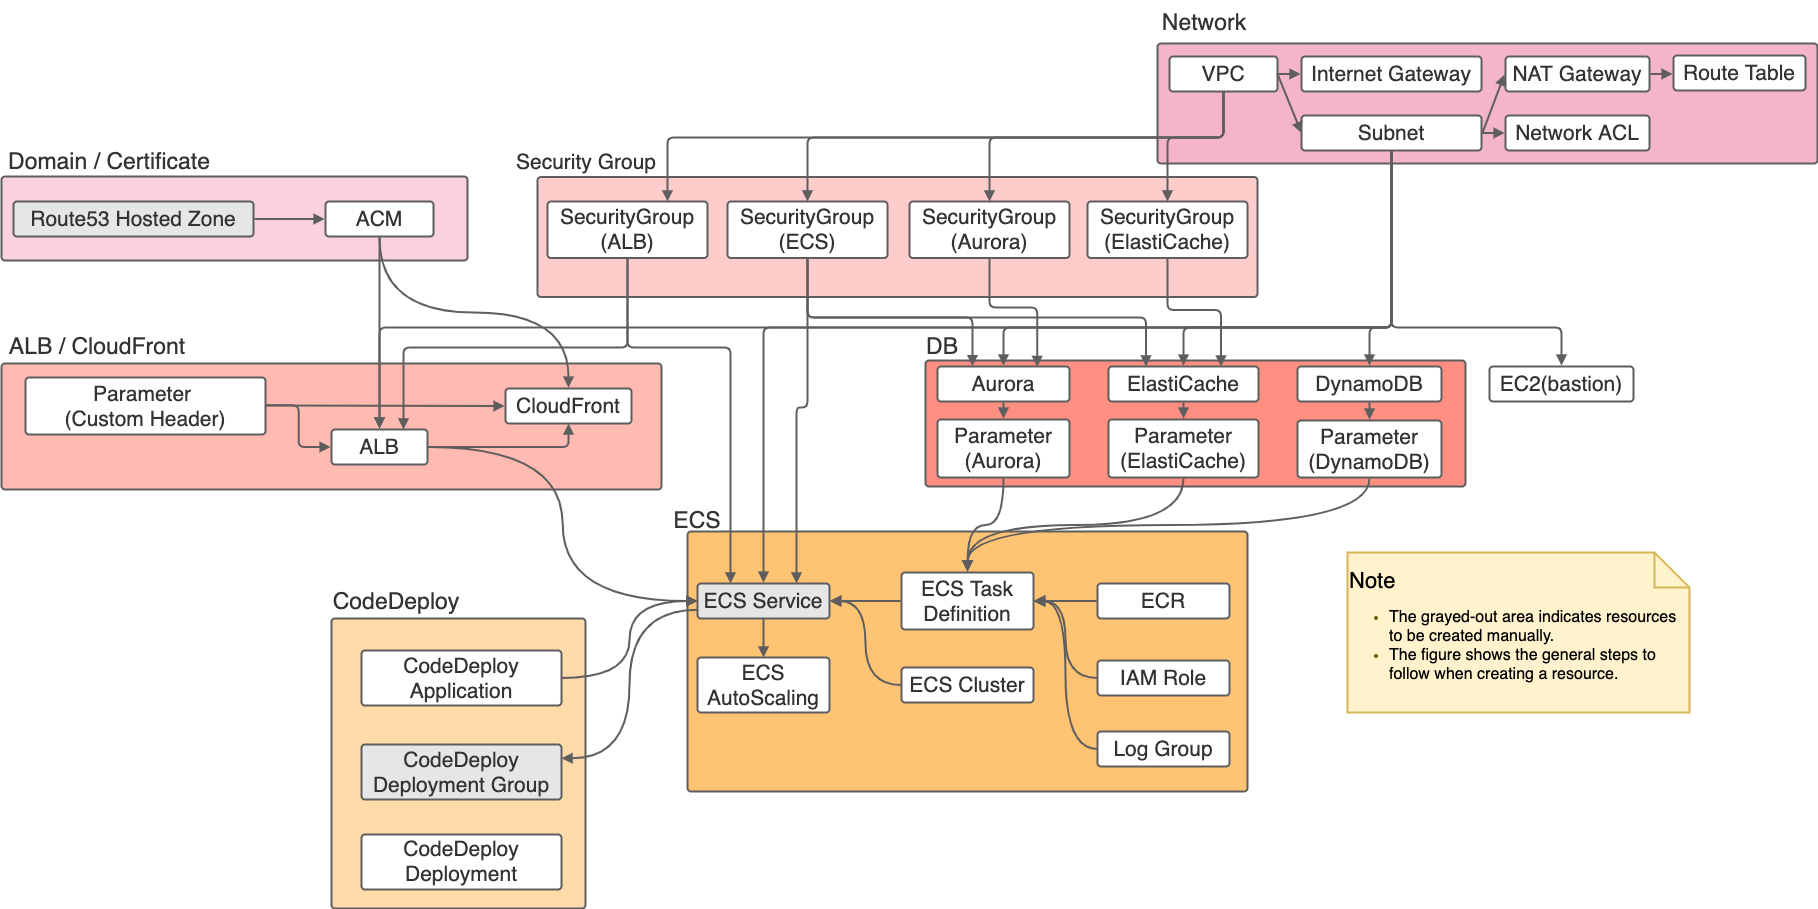 Network
VPC
Internet Gateway
NAT Gateway
Route Table
Subnet
Network ACL
Domain / Certificate
Route53 Hosted Zone
ACM
Security Group
SecurityGroup
(ALB)
SecurityGroup
(ECS)
SecurityGroup
(Aurora)
SecurityGroup
(ElastiCache)
ALB / CloudFront
Parameter
(Custom Header)
CloudFront
ALB
DB
Aurora
ElastiCache
DynamoDB
Parameter
(Aurora)
Parameter
(ElastiCache)
Parameter
(DynamoDB)
EC2(bastion)
ECS
ECS Service
ECS Task
Definition
ECR
ECS
AutoScaling
ECS Cluster
IAM Role
Log Group
CodeDeploy
CodeDeploy
Application
CodeDeploy
Deployment Group
CodeDeploy
Deployment
Note
• The grayed-out area indicates resources
to be created manually.
• The figure shows the general steps to
follow when creating a resource.